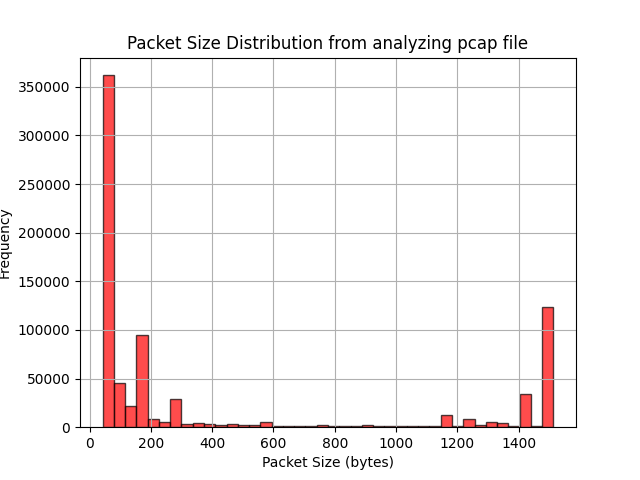 Packet Size Distribution from analyzing pcap file
350000
300000
250000
200000
150000
100000
50000
0
Frequency
0 200 400 600 800 1000 1200 1400
Packet Size (bytes)